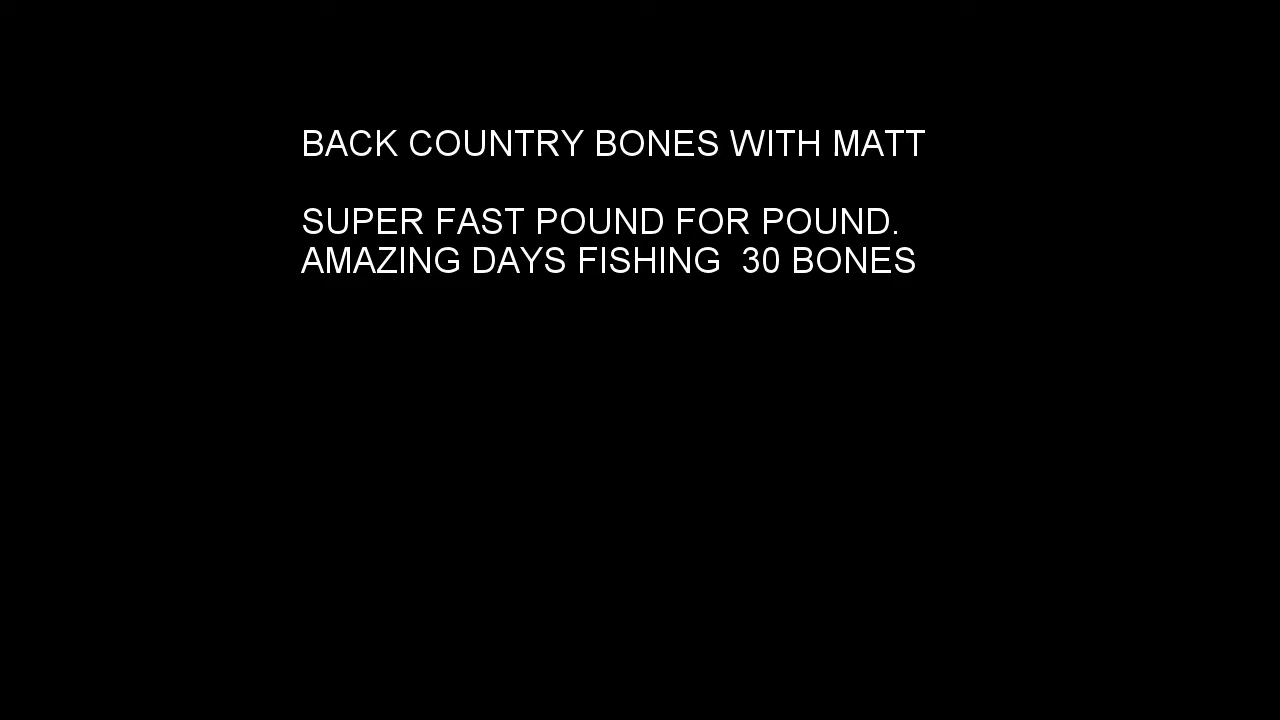 BACK COUNTRY BONES WITH MATT
SUPER FAST POUND FOR POUND.
AMAZING DAYS FISHING  30 BONES